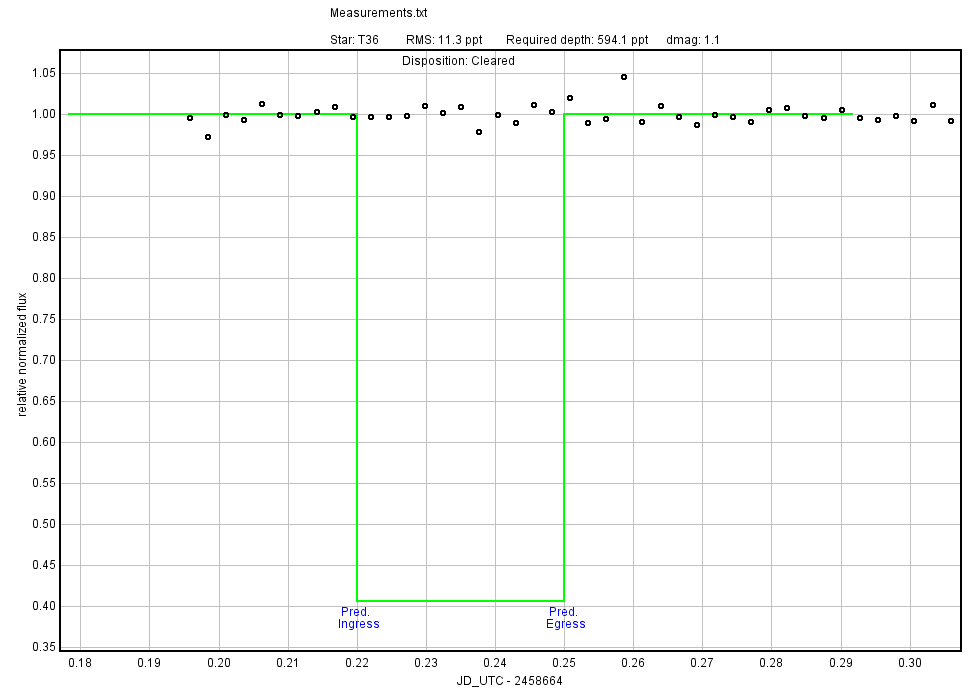 Measurements.txt
Star: T36 RMS: 11.3 ppt Required depth: 594.1 ppt dmag: 1.1
Disposition: Cleared
1.05
1.00
0.95
0.90
0.85
0.80
0.75
0.70
0.65
0.60
0.55
0.50
0.45
0.40
0.35
relative normalized flux
Pred.
Ingress
Pred.
Egress
0.18 0.19 0.20 0.21 0.22 0.23 0.24 0.25 0.26 0.27 0.28 0.29 0.30
JD_UTC - 2458664